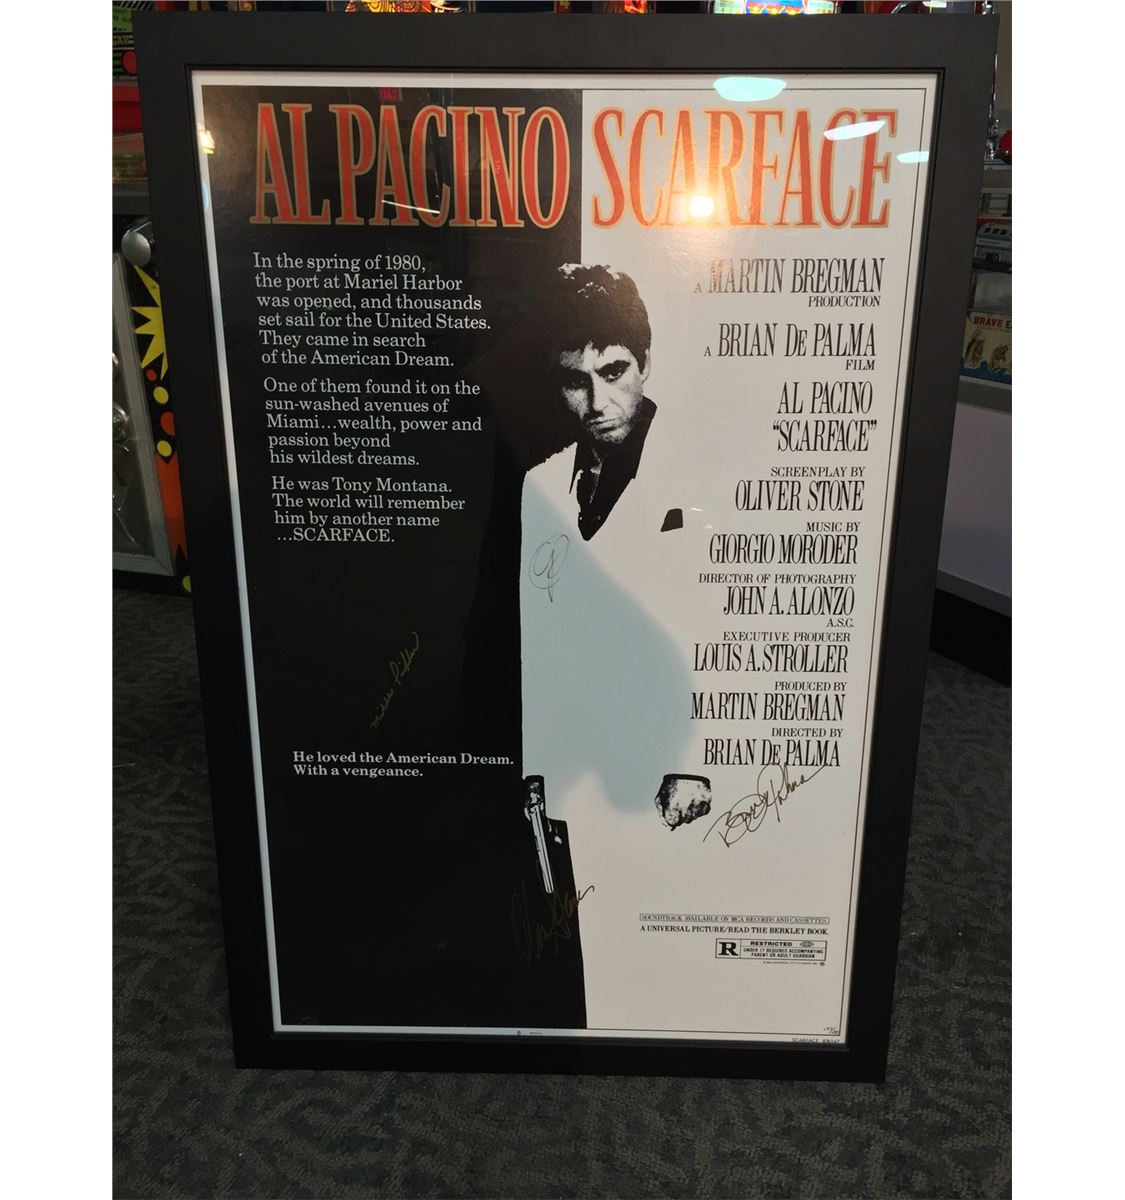 AL PACINO SCARFACE
In the spring of 1980,
the port at Mariel Harbor
was opened, and thousands
set sail for the United States.
They came in search
of the American Dream.
One of them found it on the
sun-washed avenues of
Miami...wealth, power and
passion beyond
his wildest dreams.
He was Tony Montana.
The world will remember
him by another name
...SCARFACE.
He loved the American Dream.
With a vengeance.
A MARTIN BREGMAN
PRODUCTION
A BRIAN DE PALMA
FILM
AL PACINO
"SCARFACE"
SCREENPLAY BY
OLIVER STONE
MUSIC BY
GIORGIO MORODER
DIRECTOR OF PHOTOGRAPHY
JOHN A. ALONZO
A.S.C.
EXECUTIVE PRODUCER
LOUIS A. STROLLER
PRODUCED BY
MARTIN BREGMAN
DIRECTED BY
BRIAN DE PALMA
SOUNDTRACK AVAILABLE ON MCA RECORDS AND CASSETTES
A UNIVERSAL PICTURE/READ THE BERKLEY BOOK.
R RESTRICTED
UNDER 17 REQUIRES ACCOMPANYING
PARENT OR ADULT GUARDIAN
SCARFACE
BRAVE